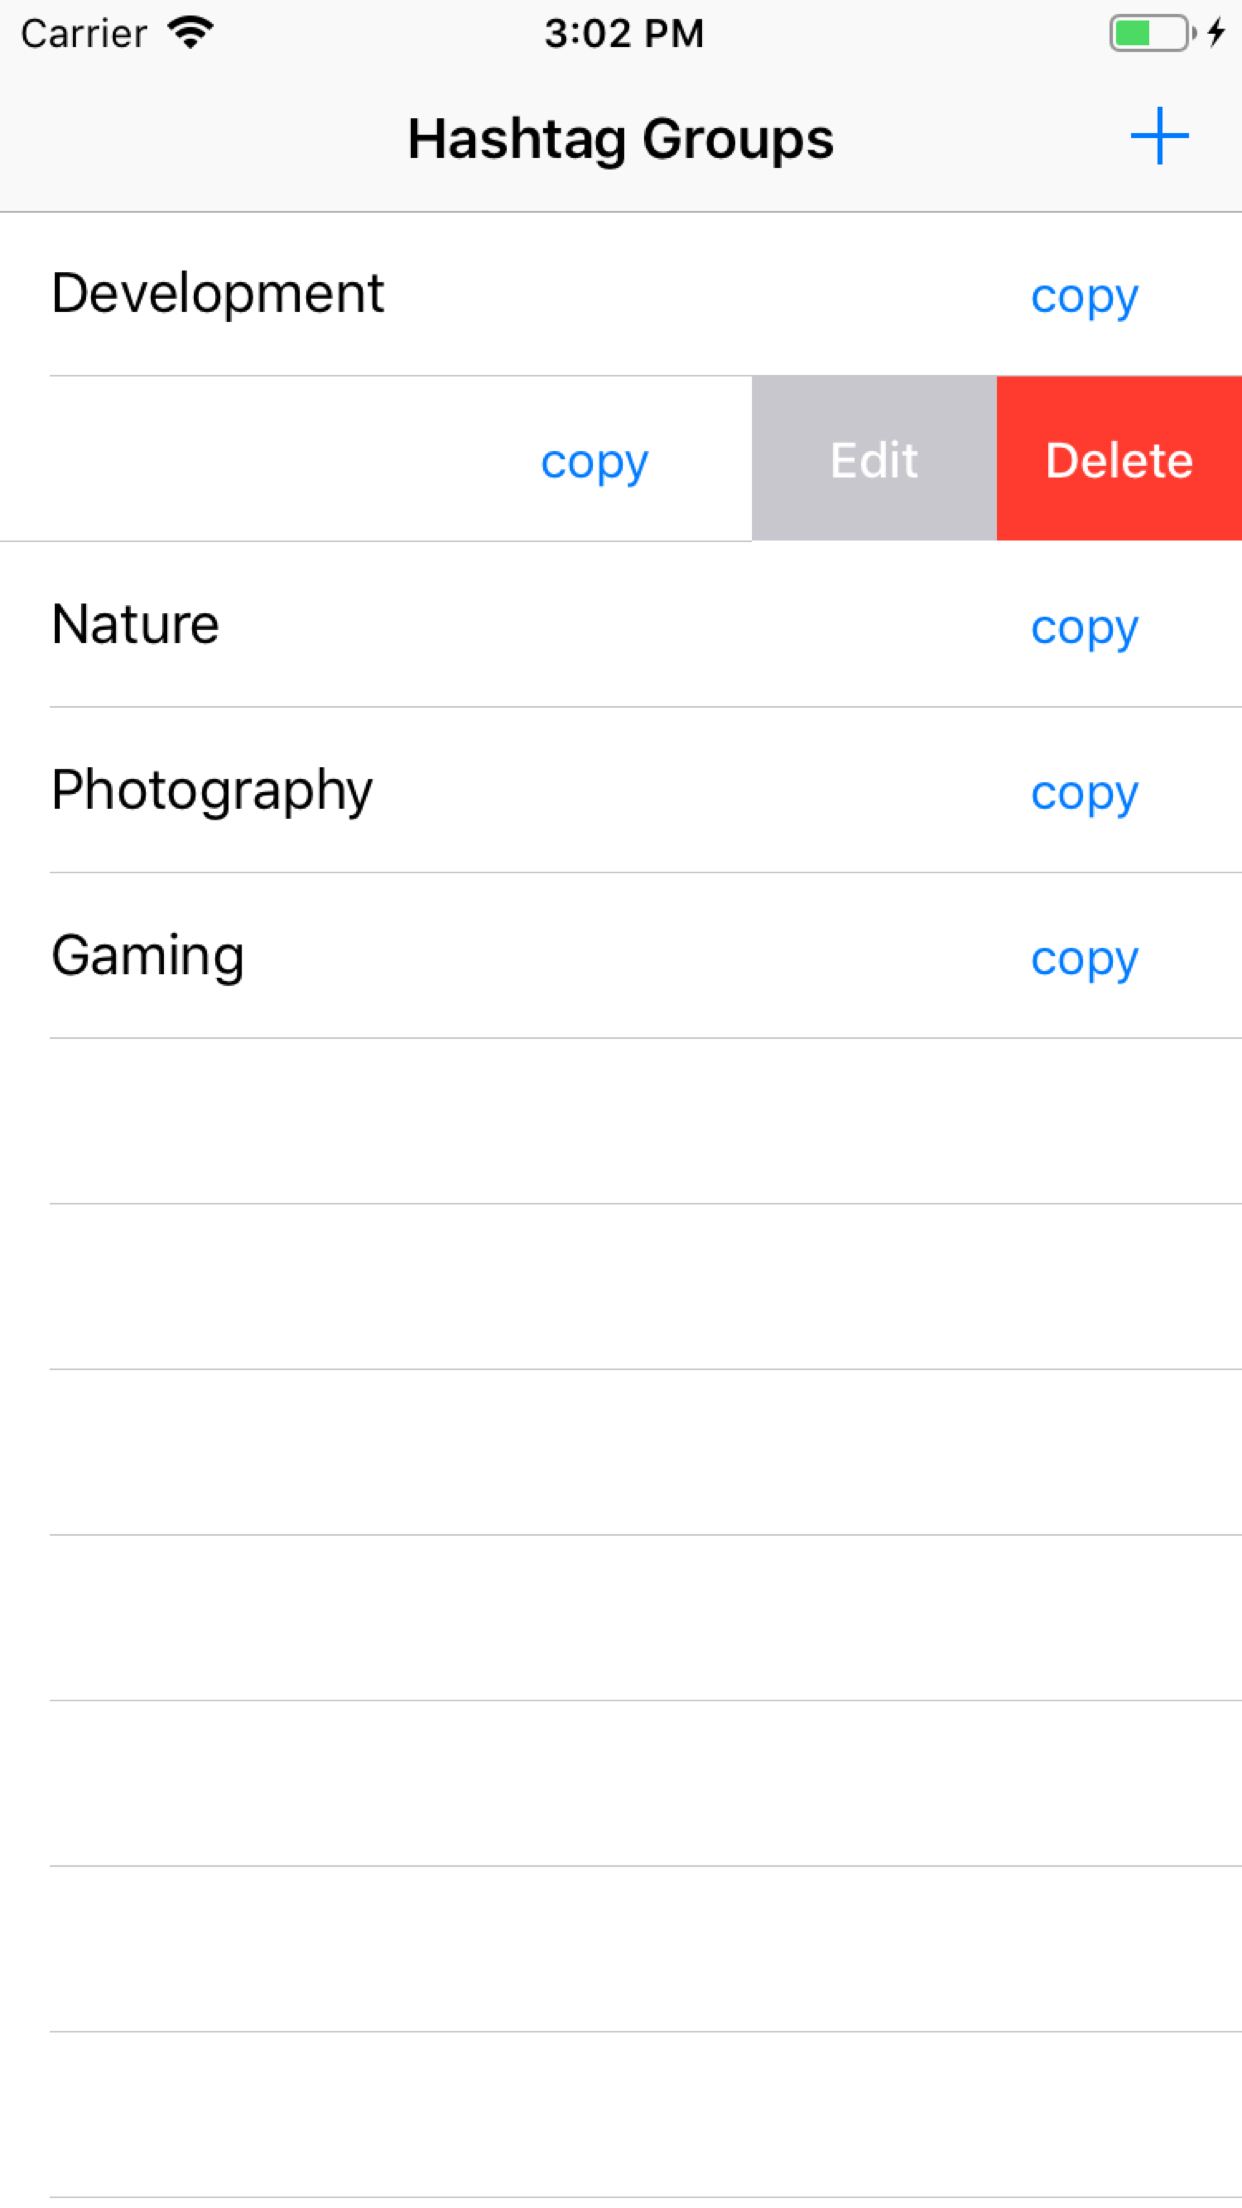 Carrier 3:02 PM
Hashtag Groups +
Development copy
copy Edit Delete
Nature copy
Photography copy
Gaming copy